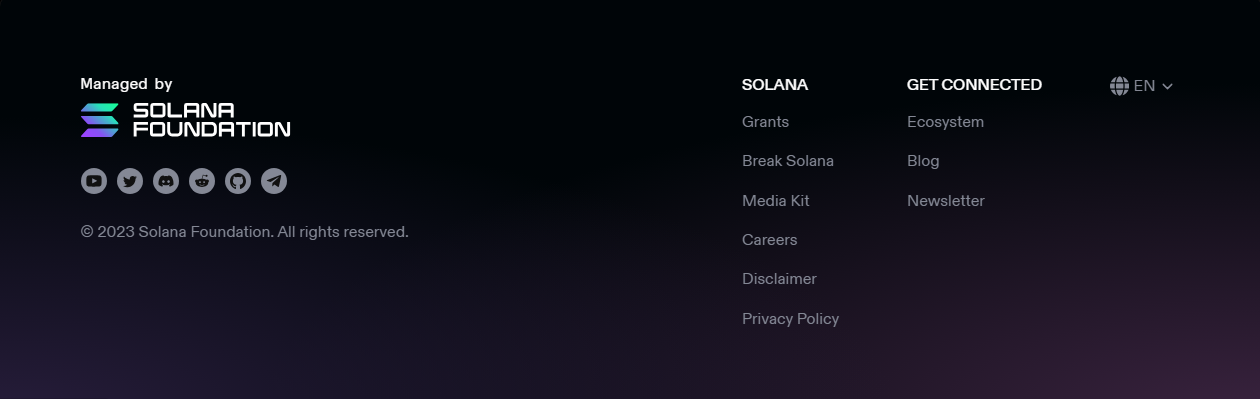 Managed by
SOLANA
FOUNDATION
© 2023 Solana Foundation. All rights reserved.
SOLANA
Grants
Break Solana
Media Kit
Careers
Disclaimer
Privacy Policy
GET CONNECTED
Ecosystem
Blog
Newsletter
EN